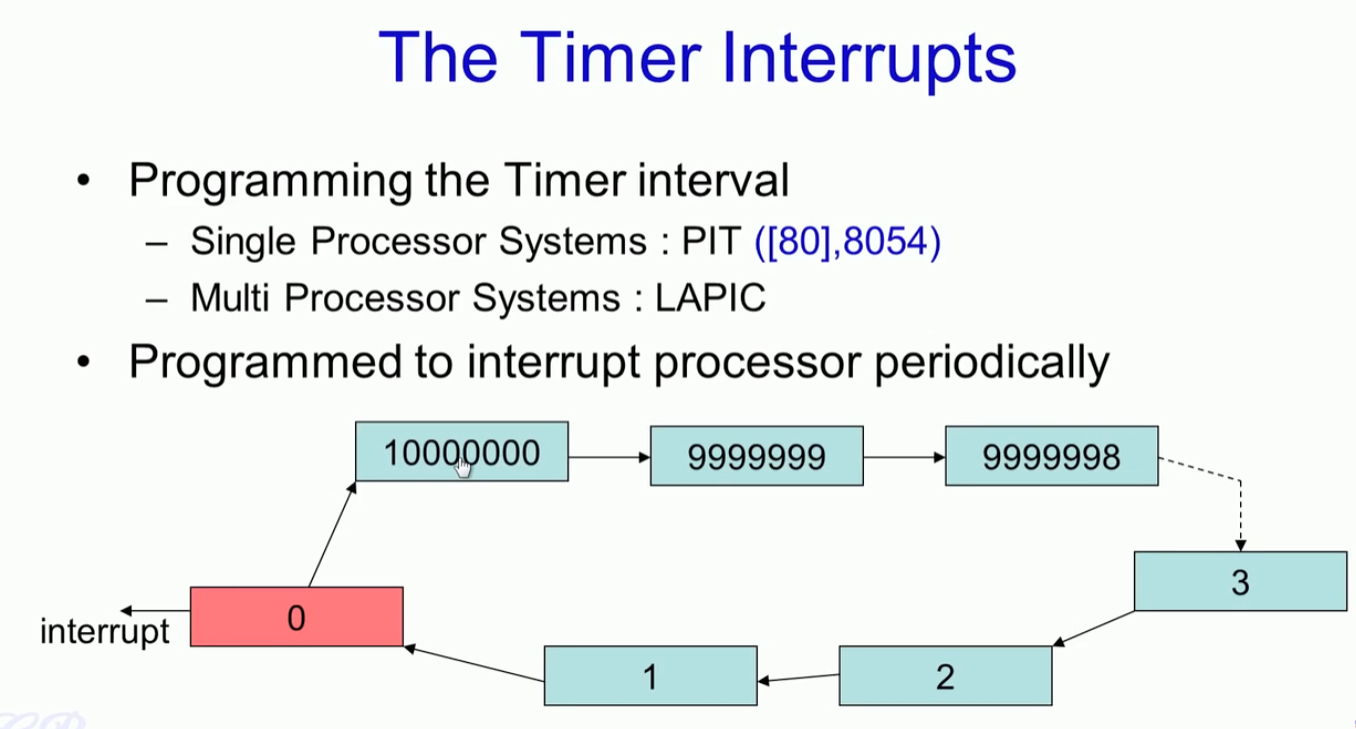 The Timer Interrupts
• Programming the Timer interval
– Single Processor Systems : PIT ([80],8054)
– Multi Processor Systems : LAPIC
• Programmed to interrupt processor periodically
10000000
9999999
9999998
3
interrupt
0
1
2